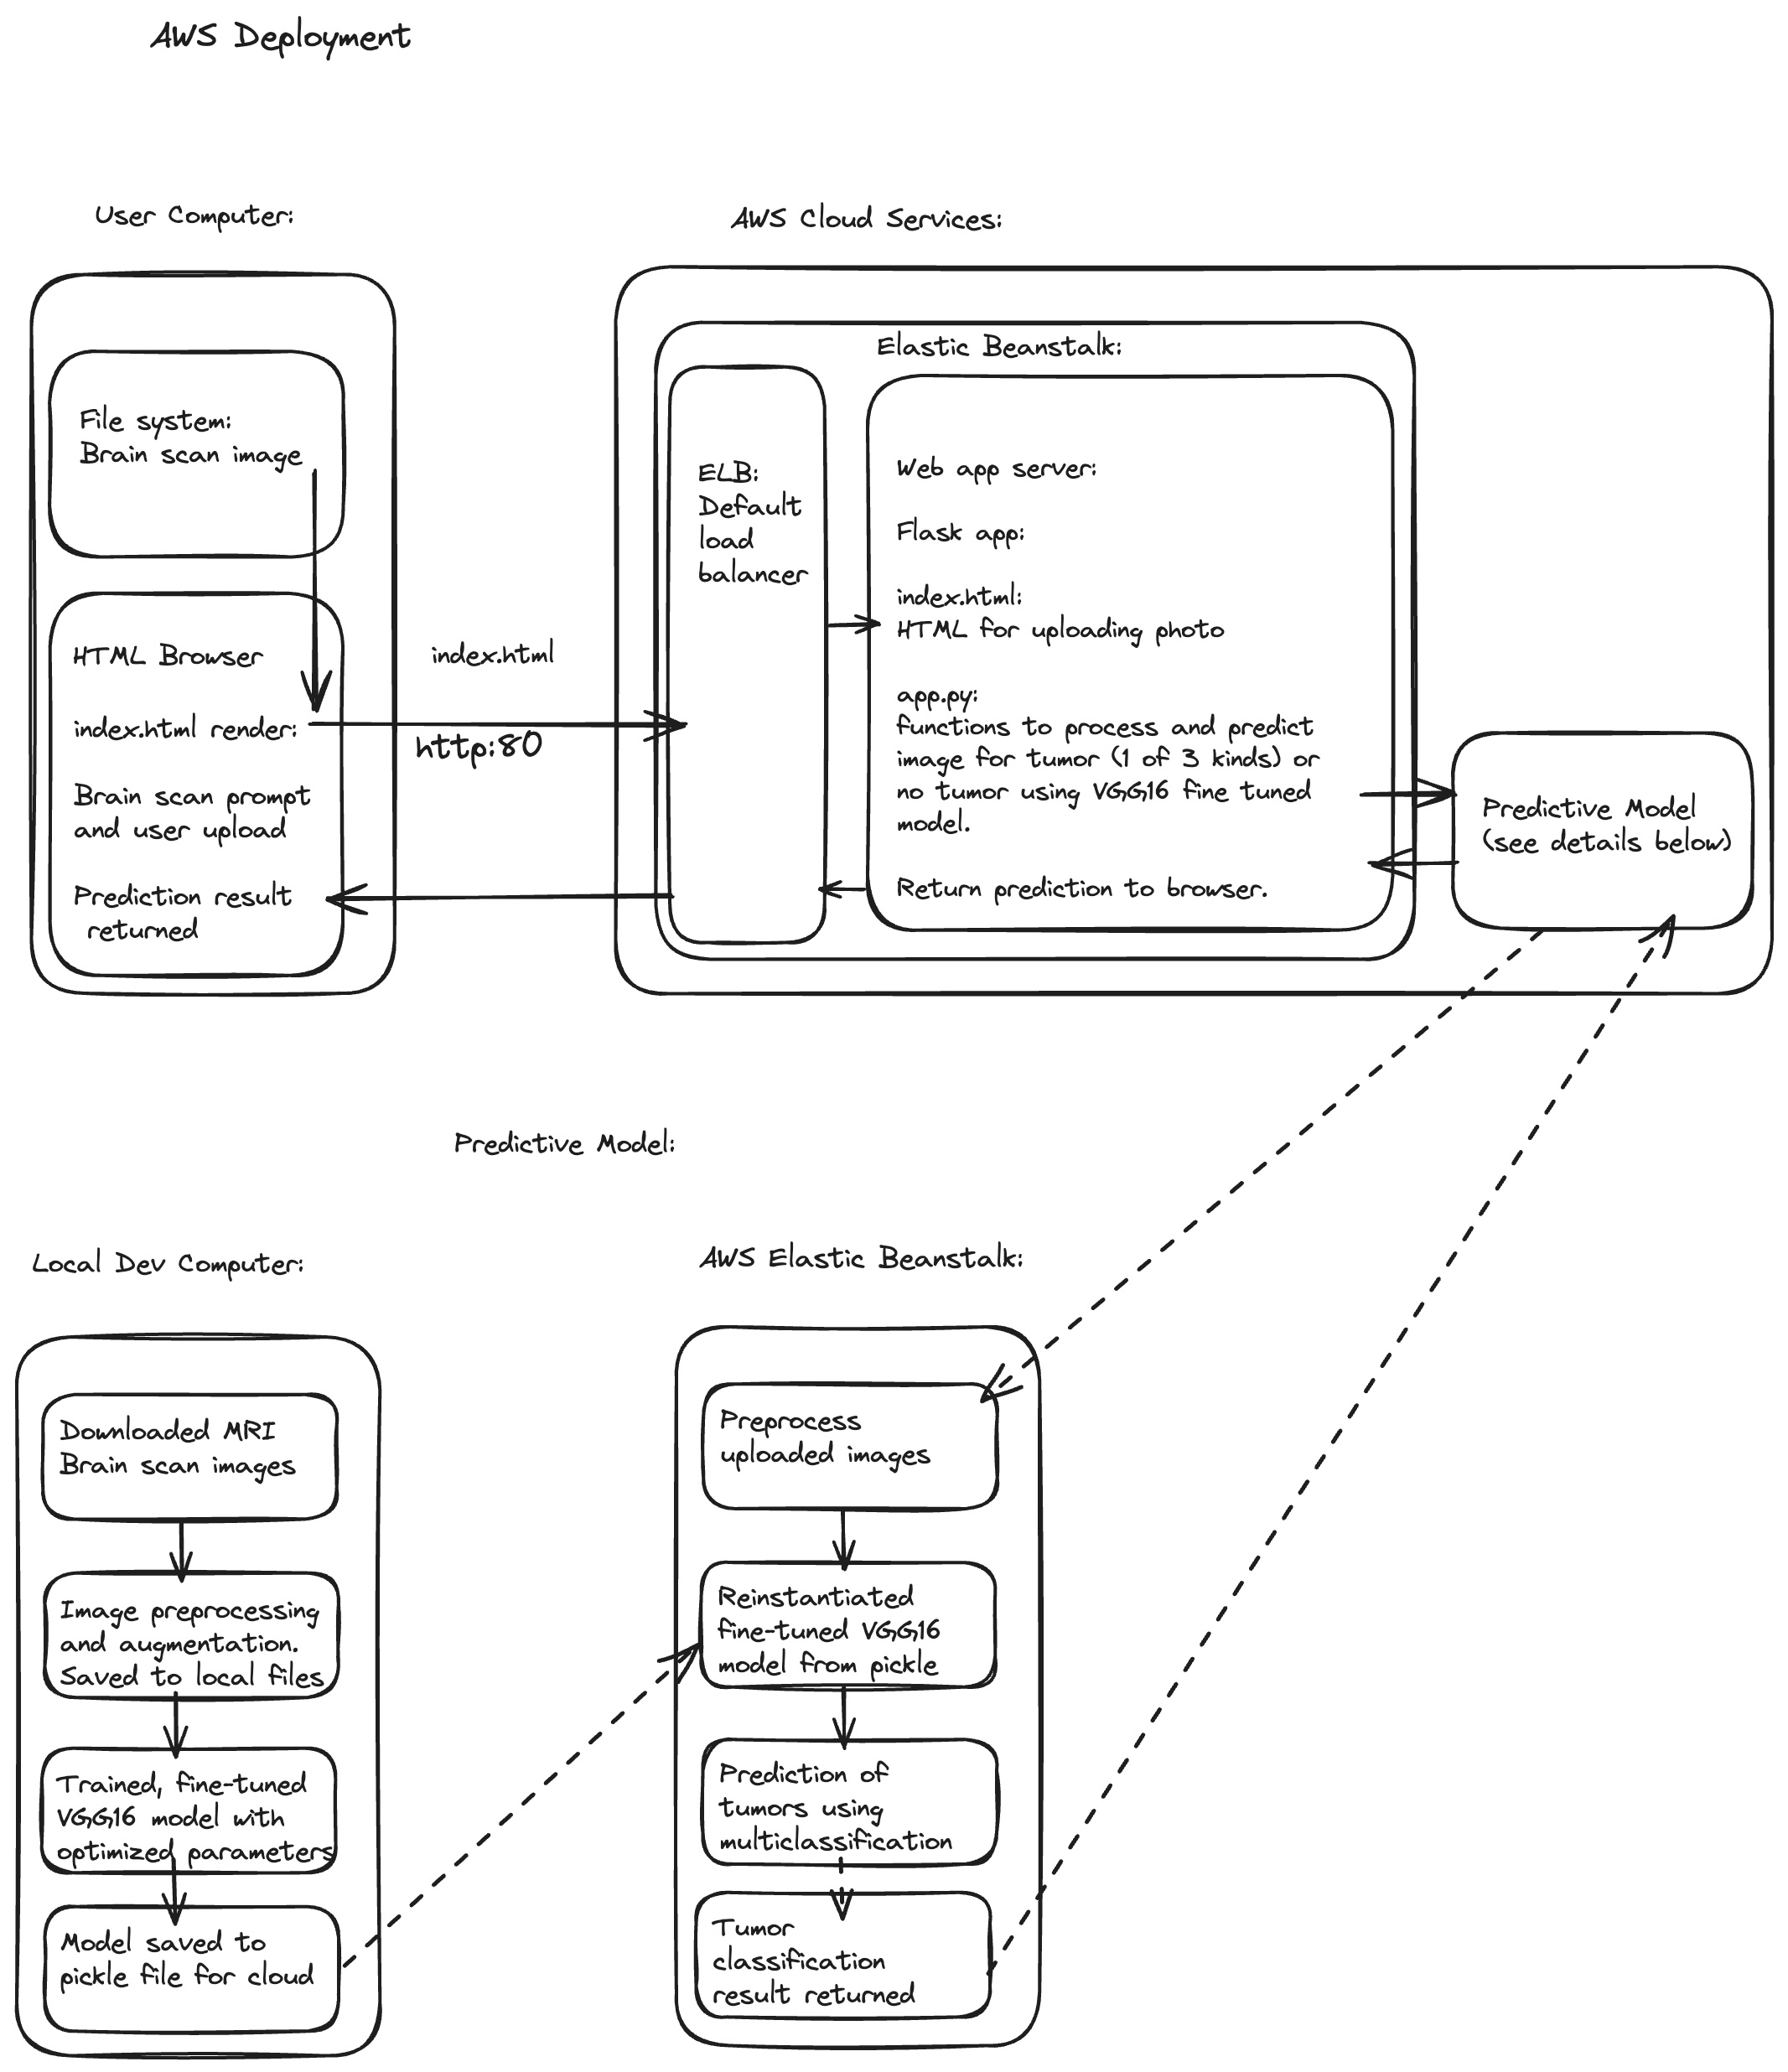 AWS Deployment
User Computer:
AWS Cloud Services:
File system:
Brain scan image
HTML Browser
index.html render:
Brain scan prompt
and user upload
Prediction result
returned
index.html
http:80
Elastic Beanstalk:
ELB:
Default
load
balancer
Web app server:
Flask app:
index.html:
HTML for uploading photo
app.py:
functions to process and predict
image for tumor (1 of 3 kinds) or
no tumor using VGG16 fine tuned
model.
Return prediction to browser.
Predictive Model
(see details below)
Predictive Model:
Local Dev Computer:
Downloaded MRI
Brain scan images
Image preprocessing
and augmentation.
Saved to local files
Trained, fine-tuned
VGG16 model with
optimized parameters
Model saved to
pickle file for cloud
AWS Elastic Beanstalk:
Preprocess
uploaded images
Reinstantiated
fine-tuned VGG16
model from pickle
Prediction of
tumors using
multiclassification
Tumor
classification
result returned